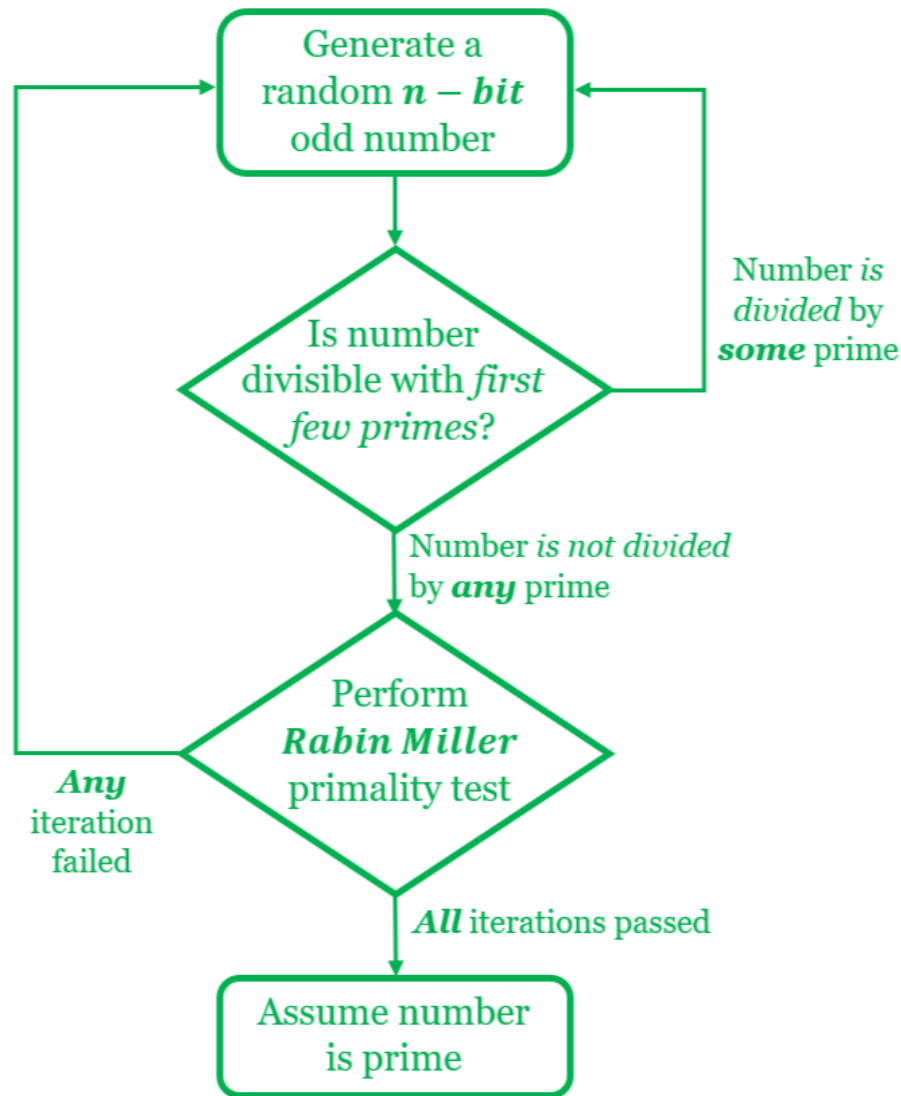 Generate a
random n – bit
odd number
Is number
divisible with first
few primes?
Number is
divided by
some prime
Number is not divided
by any prime
Perform
Rabin Miller
primality test
Any
iteration
failed
All iterations passed
Assume number
is prime